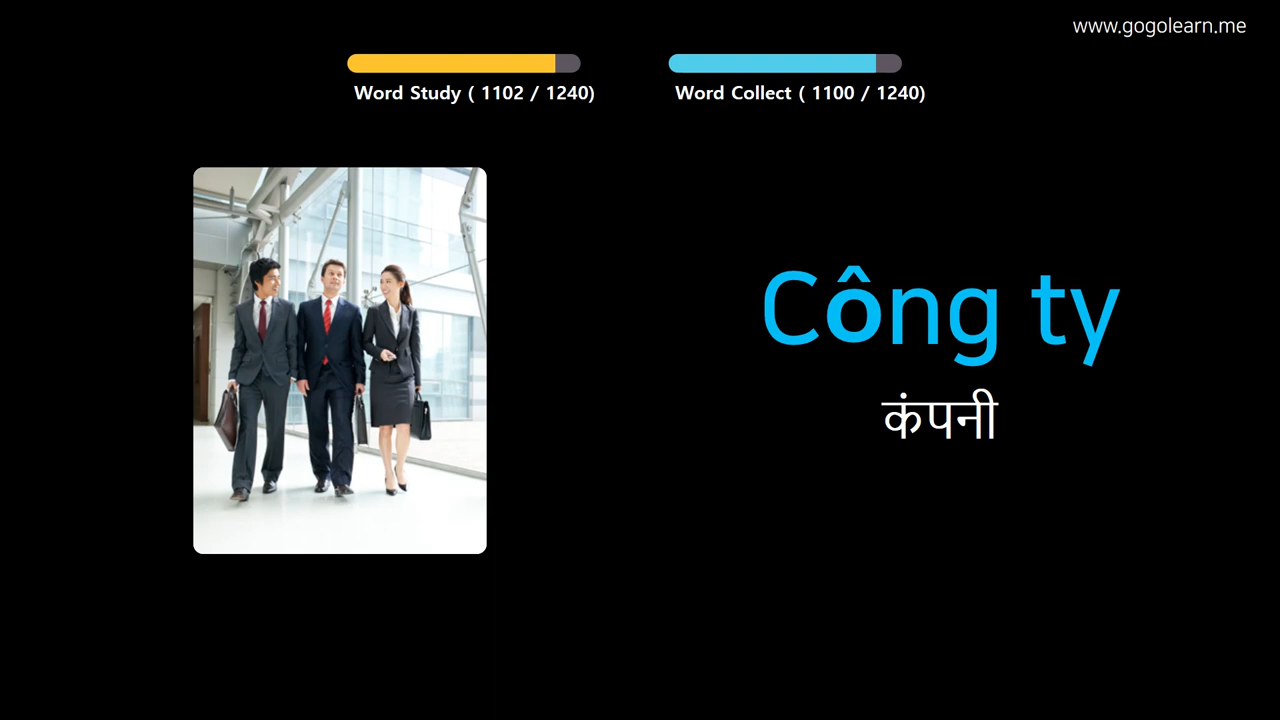 www.gogolearn.me
Word Study ( 1102 / 1240)
Word Collect ( 1100 / 1240)
Công ty
कंपनी